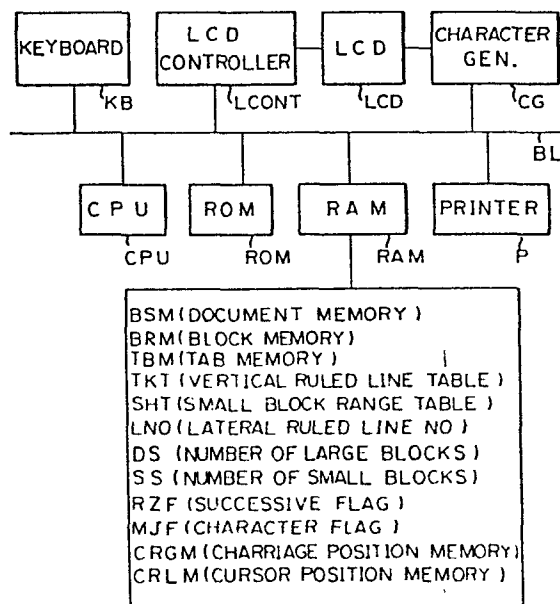 KEYBOARD
LCD CONTROLLER
LCD
CHARACTER GEN.
KB
LCONT
LCD
CG
BL
CPU
ROM
RAM
PRINTER
CPU
ROM
RAM
P
BSM(DOCUMENT MEMORY)
BRM(BLOCK MEMORY)
TBM(TAB MEMORY)
TKT(VERTICAL RULED LINE TABLE)
SHT(SMALL BLOCK RANGE TABLE)
LNO(LATERAL RULED LINE NO)
DS (NUMBER OF LARGE BLOCKS)
SS (NUMBER OF SMALL BLOCKS)
RZF(SUCCESSIVE FLAG)
MJF(CHARACTER FLAG)
CRGM(CHARRIAGE POSITION MEMORY)
CRLM(CURSOR POSITION MEMORY)